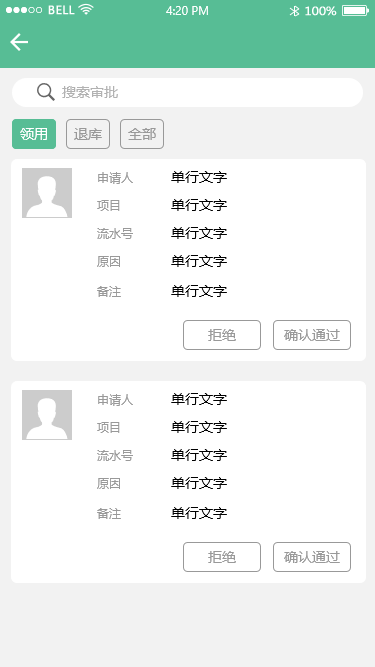 BELL 4:20 PM 100%
搜索审批
领用 退库 全部
申请人 单行文字
项目 单行文字
流水号 单行文字
原因 单行文字
备注 单行文字
拒绝 确认通过
申请人 单行文字
项目 单行文字
流水号 单行文字
原因 单行文字
备注 单行文字
拒绝 确认通过